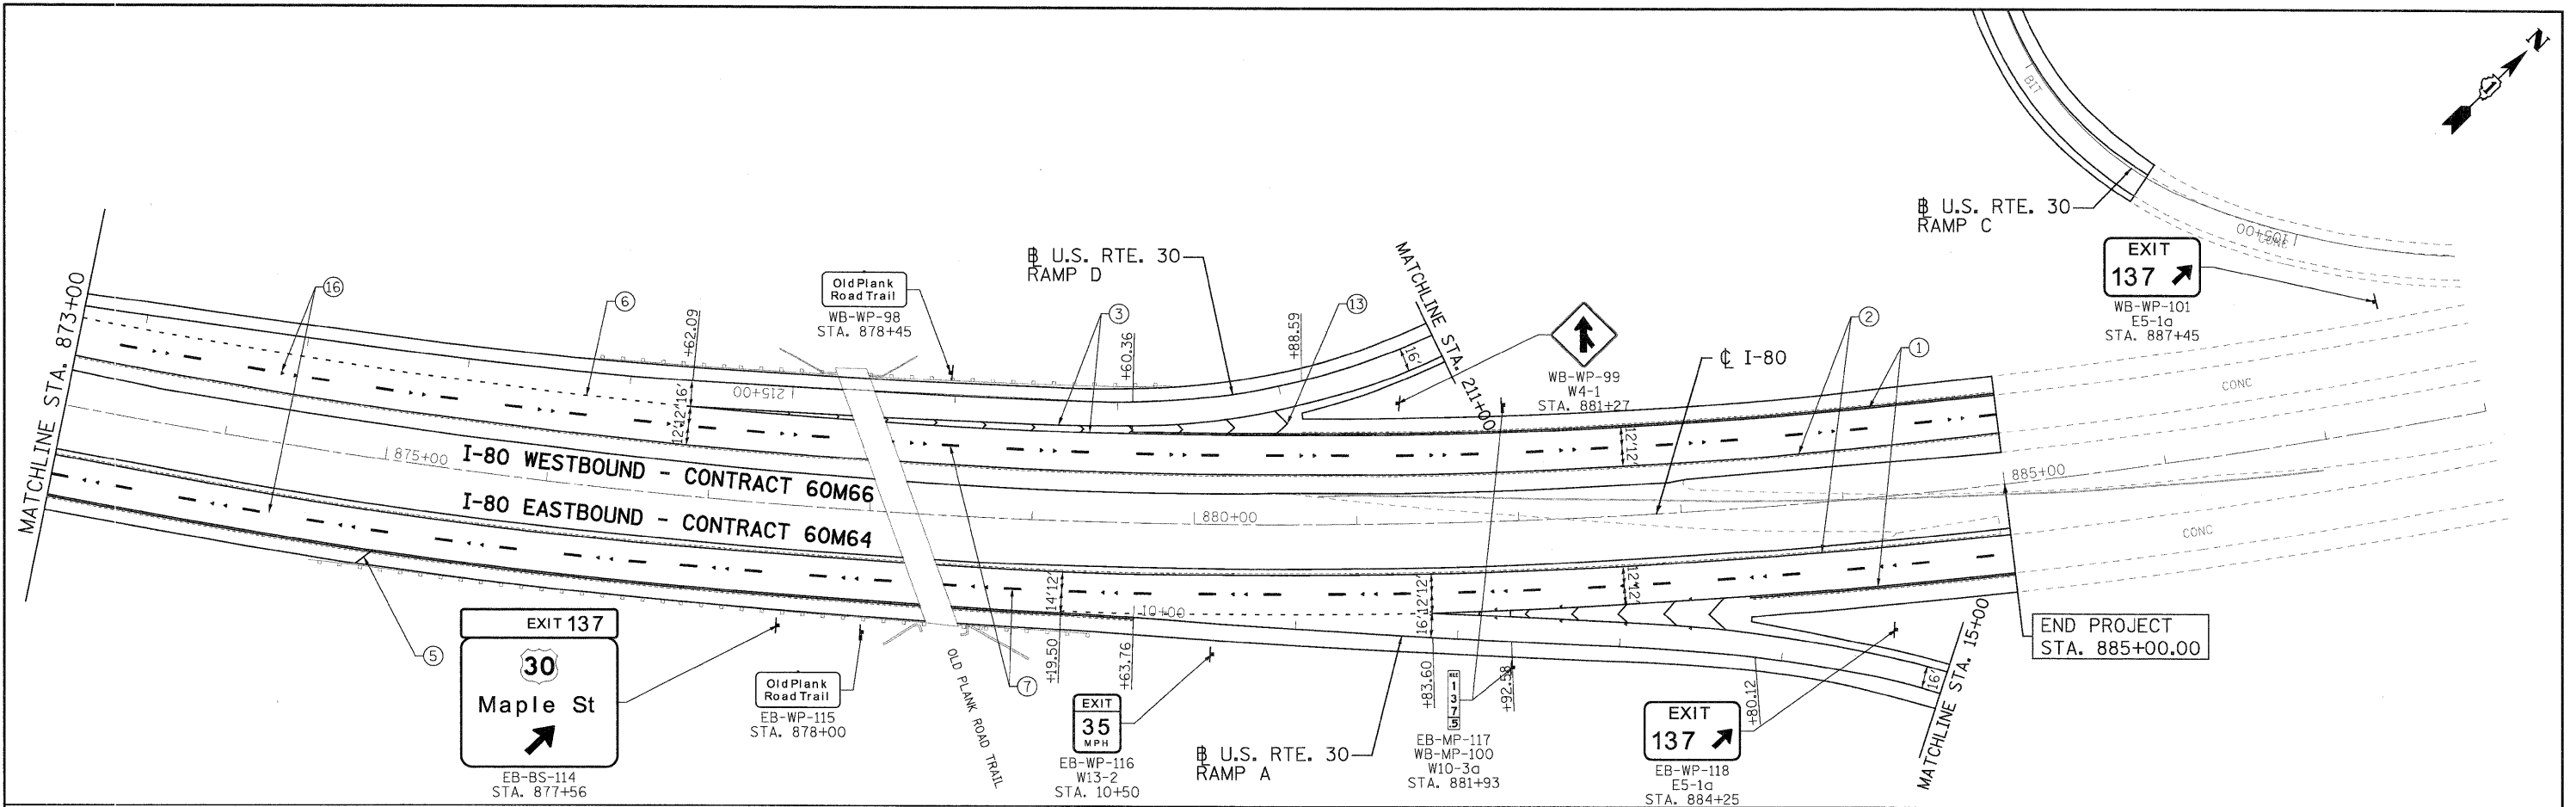 N
BIT
℄ U.S. RTE. 30
RAMP C
105+00
CONC
EXIT
137
WB-WP-101
E5-1a
STA. 887+45
MATCHLINE STA. 873+00
16
6
+62.09
Old Plank
Road Trail
WB-WP-98
STA. 878+45
U.S. RTE. 30
RAMP D
3
+60.36
+88.59
13
MATCHLINE STA. 211+00
16'
WB-WP-99
W4-1
STA. 881+27
℄ I-80
2
1
CONC
215+00
12'12'16'
12'12'
875+00
I-80 WESTBOUND - CONTRACT 60M66
I-80 EASTBOUND - CONTRACT 60M64
880+00
885+00
CONC
14'12'
10+00
16'12'12'
12'12'
5
EXIT 137
30
Maple St
EB-BS-114
STA. 877+56
Old Plank
Road Trail
EB-WP-115
STA. 878+00
OLD PLANK ROAD TRAIL
7
+19.50
+63.76
EXIT
35
MPH
EB-WP-116
W13-2
STA. 10+50
U.S. RTE. 30
RAMP A
+83.60
MILE
1
3
7
.5
EB-MP-117
WB-MP-100
W10-3a
STA. 881+93
+92.58
EXIT
137
EB-WP-118
E5-1a
STA. 884+25
+80.12
16'
MATCHLINE STA. 15+00
END PROJECT
STA. 885+00.00